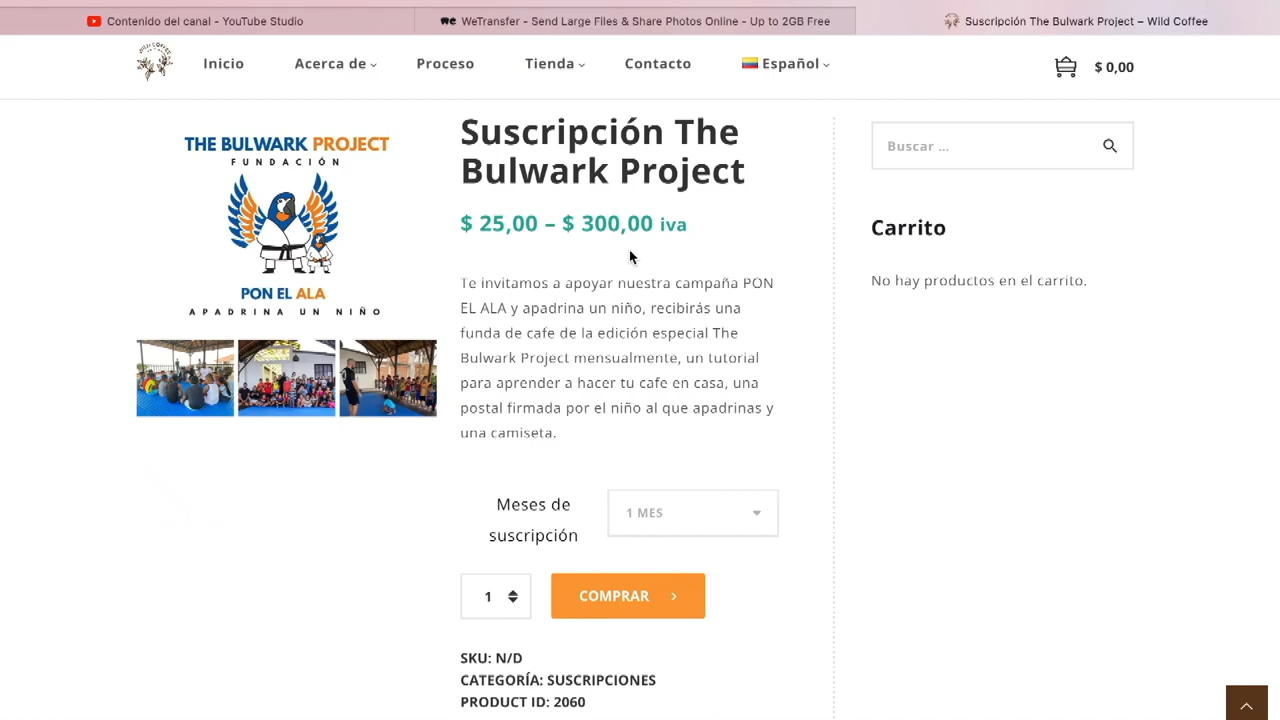 Contenido del canal - YouTube Studio
WeTransfer - Send Large Files & Share Photos Online - Up to 2GB Free
Suscripción The Bulwark Project – Wild Coffee
Inicio
Acerca de
Proceso
Tienda
Contacto
Español
$ 0,00
THE BULWARK PROJECT
FUNDACIÓN
PON EL ALA
APADRINA UN NIÑO
Suscripción The
Bulwark Project
$ 25,00 – $ 300,00 iva
Te invitamos a apoyar nuestra campaña PON
EL ALA y apadrina un niño, recibirás una
funda de cafe de la edición especial The
Bulwark Project mensualmente, un tutorial
para aprender a hacer tu cafe en casa, una
postal firmada por el niño al que apadrinas y
una camiseta.
Meses de
suscripción
1 MES
1
COMPRAR
SKU: N/D
CATEGORÍA: SUSCRIPCIONES
PRODUCT ID: 2060
Buscar ...
Carrito
No hay productos en el carrito.